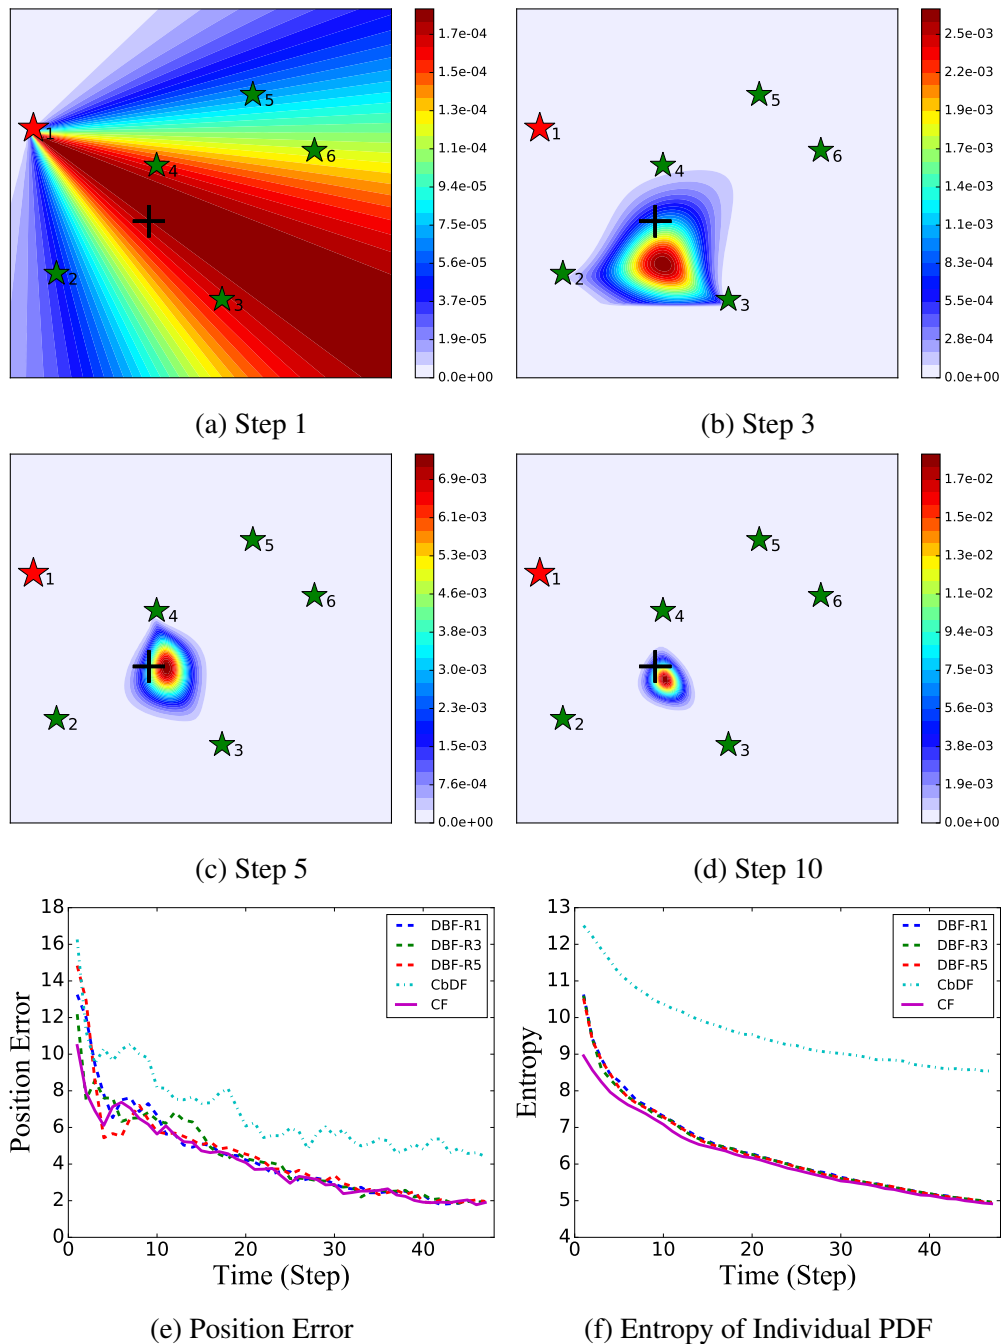 1
2
3
4
5
6
1.7e-04
1.5e-04
1.3e-04
1.1e-04
9.4e-05
7.5e-05
5.6e-05
3.7e-05
1.9e-05
0.0e+00
(a) Step 1
1
2
3
4
5
6
2.5e-03
2.2e-03
1.9e-03
1.7e-03
1.4e-03
1.1e-03
8.3e-04
5.5e-04
2.8e-04
0.0e+00
(b) Step 3
1
2
3
4
5
6
6.9e-03
6.1e-03
5.3e-03
4.6e-03
3.8e-03
3.0e-03
2.3e-03
1.5e-03
7.6e-04
0.0e+00
(c) Step 5
1
2
3
4
5
6
1.7e-02
1.5e-02
1.3e-02
1.1e-02
9.4e-03
7.5e-03
5.6e-03
3.7e-03
1.9e-03
0.0e+00
(d) Step 10
18
16
14
12
10
8
6
4
2
0
Position Error
DBF-R1
DBF-R3
DBF-R5
CbDF
CF
0 10 20 30 40
Time (Step)
(e) Position Error
13
12
11
10
9
8
7
6
5
4
Entropy
DBF-R1
DBF-R3
DBF-R5
CbDF
CF
0 10 20 30 40
Time (Step)
(f) Entropy of Individual PDF